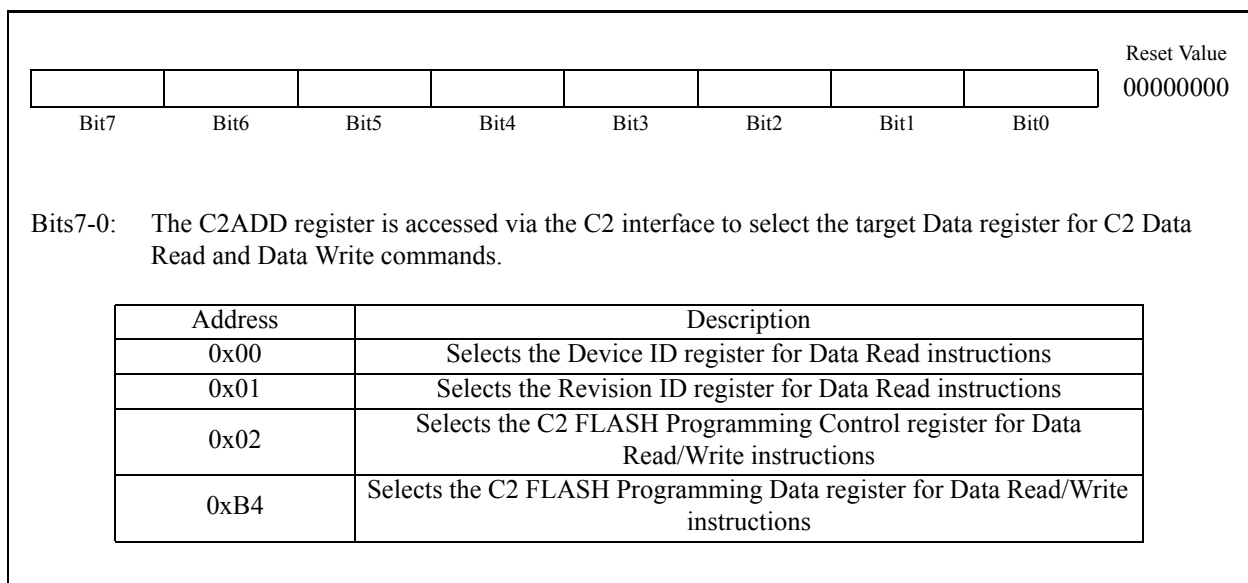 Reset Value
00000000
Bit7 Bit6 Bit5 Bit4 Bit3 Bit2 Bit1 Bit0
Bits7-0: The C2ADD register is accessed via the C2 interface to select the target Data register for C2 Data
Read and Data Write commands.
Address Description
0x00 Selects the Device ID register for Data Read instructions
0x01 Selects the Revision ID register for Data Read instructions
0x02 Selects the C2 FLASH Programming Control register for Data
Read/Write instructions
0xB4 Selects the C2 FLASH Programming Data register for Data Read/Write
instructions